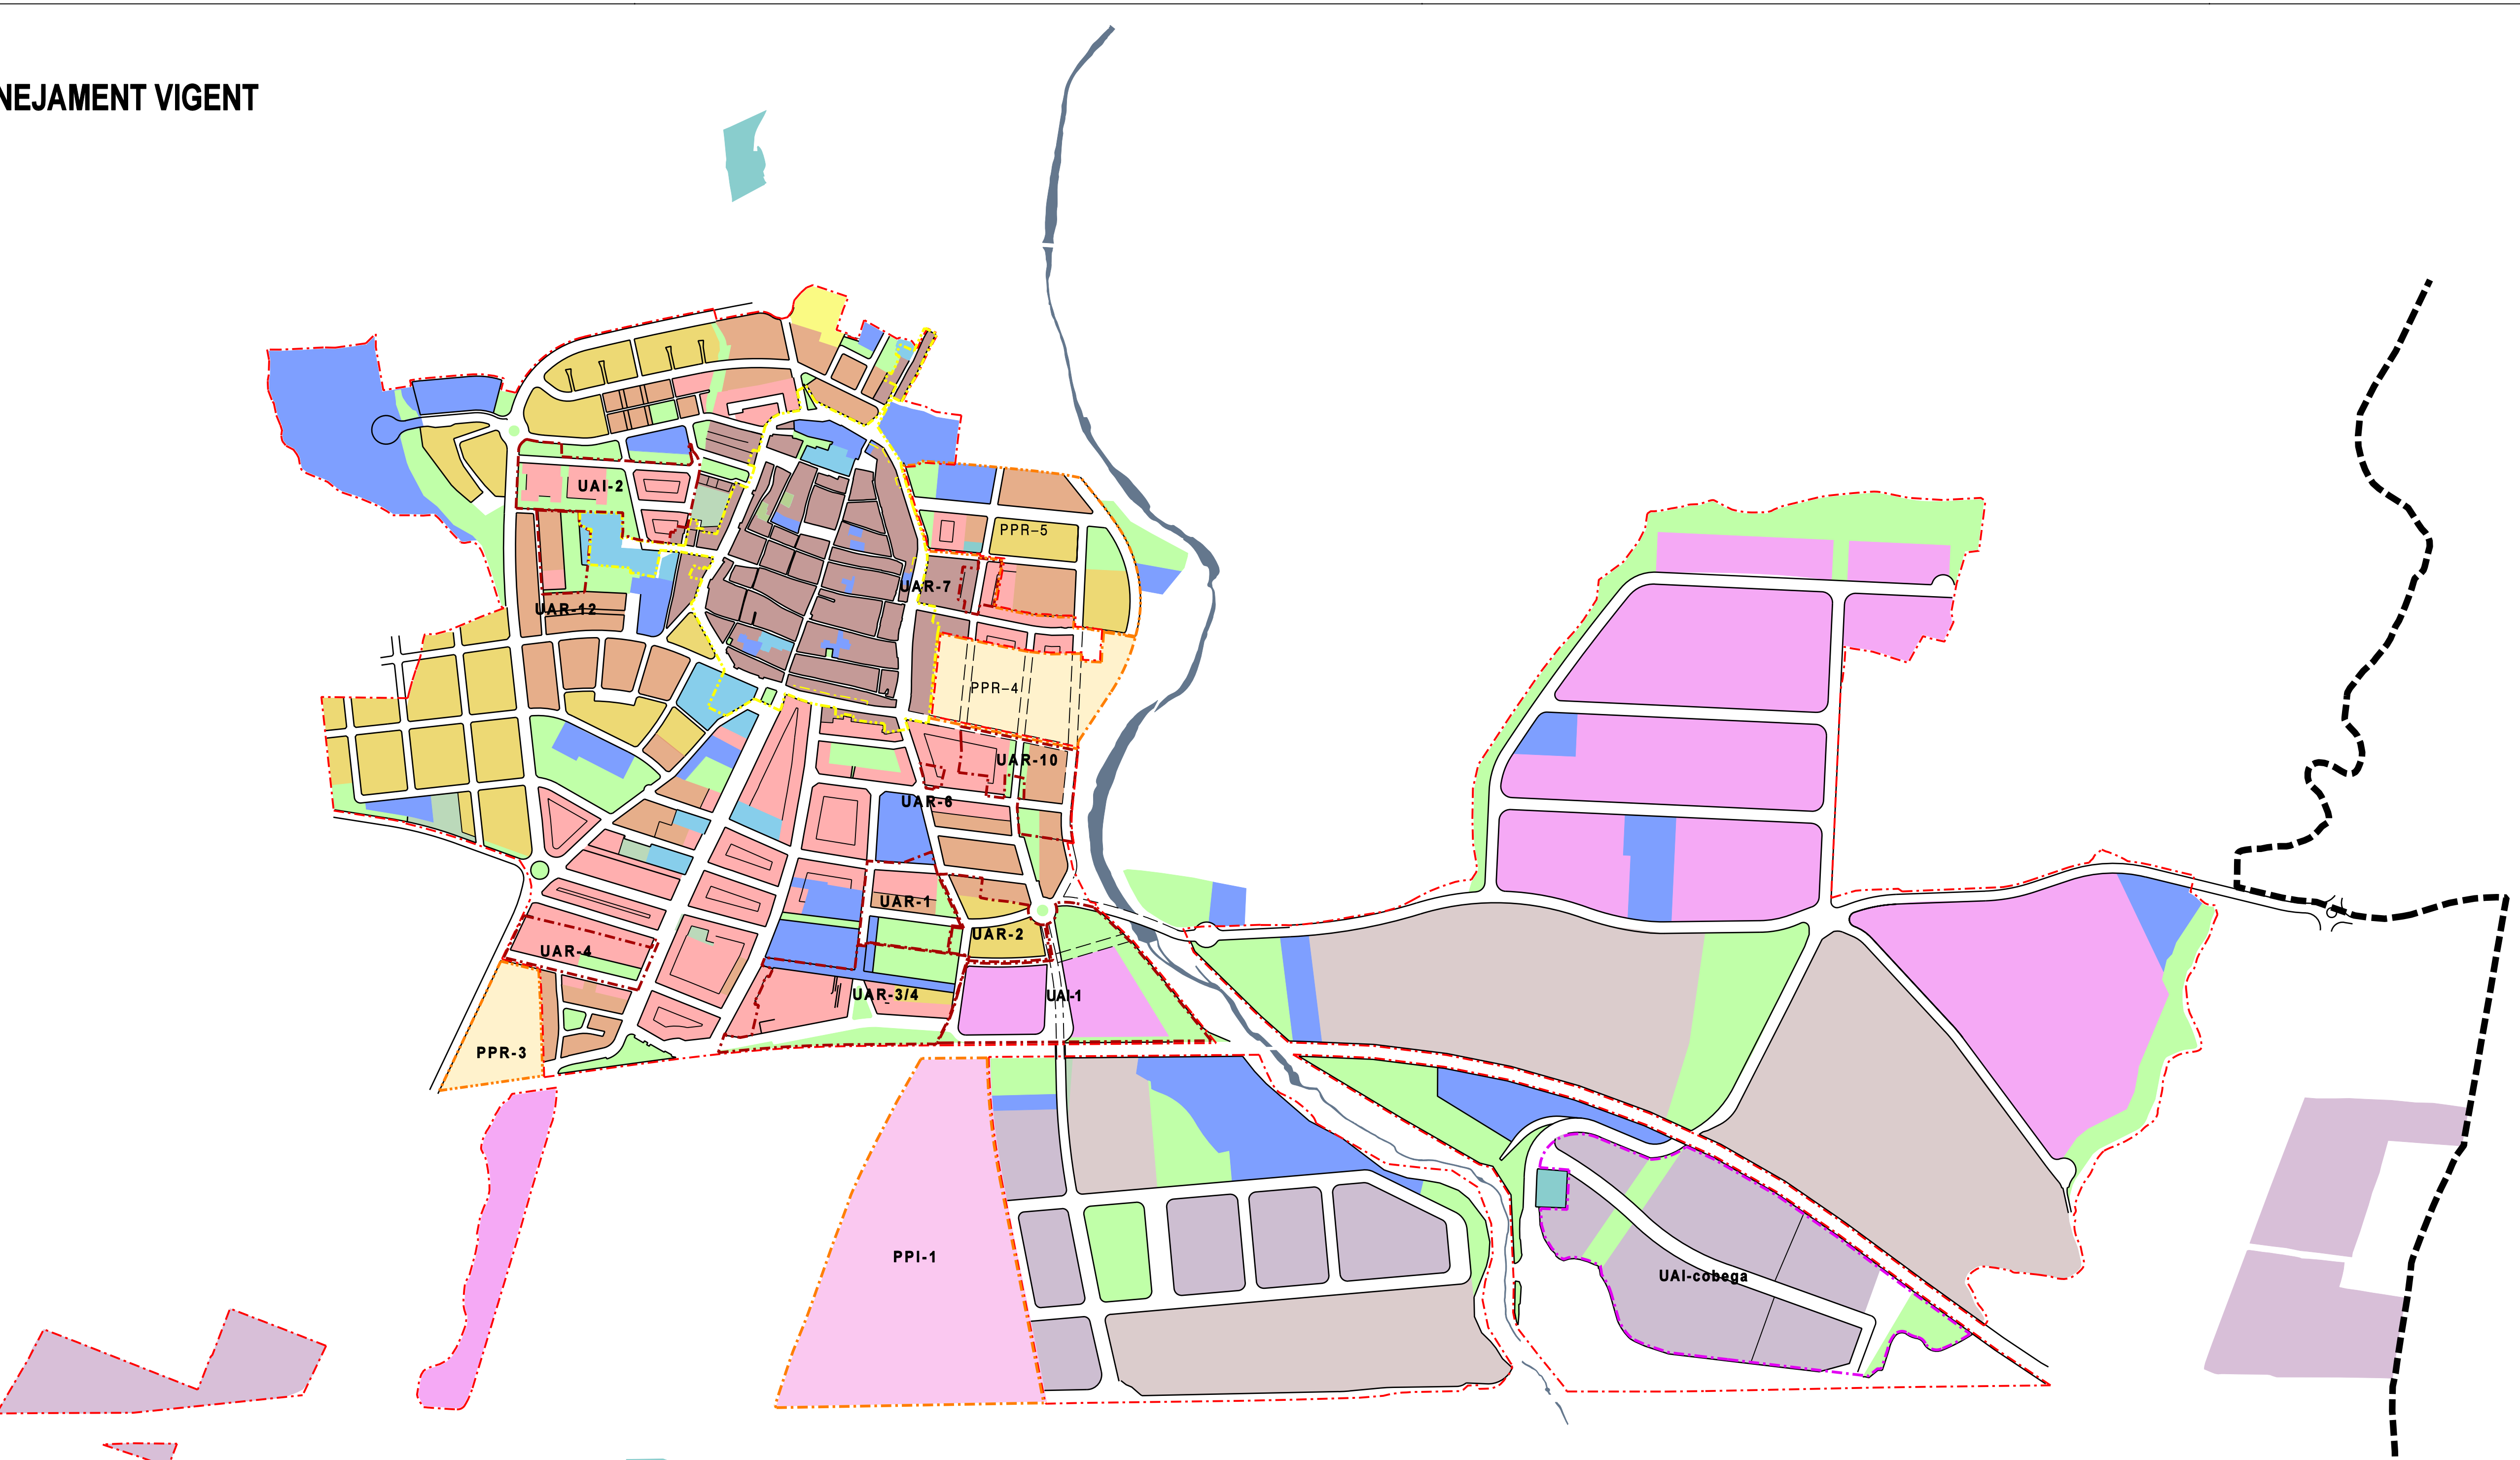 NEJAMENT VIGENT
UAI-2
PPR-5
UAR-7
UAR-12
PPR-4
UAR-10
UAR-6
UAR-1
UAR-2
UAR-4
UAR-3/4
UAI-1
PPR-3
PPI-1
UAI-cobega